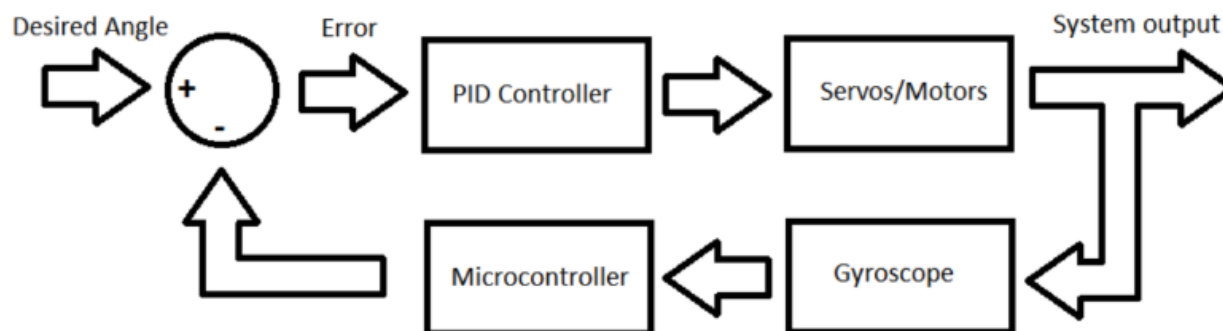 Desired Angle
Error
System output
+
-
PID Controller
Servos/Motors
Microcontroller
Gyroscope